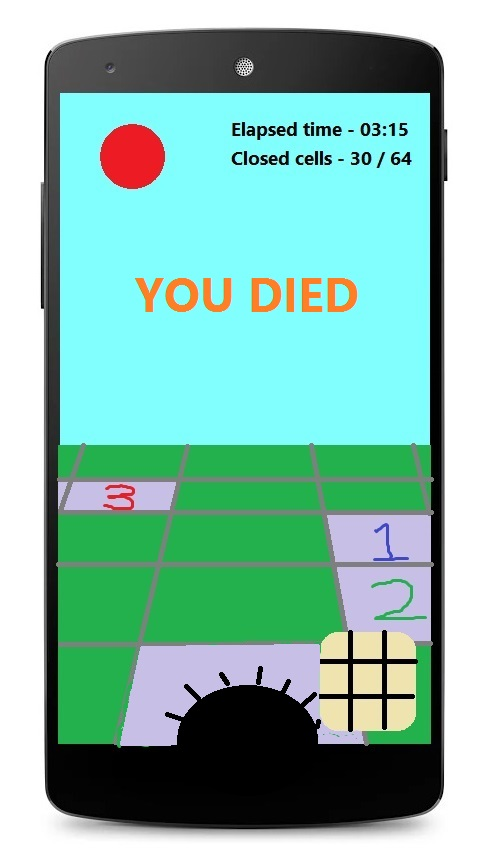 Elapsed time - 03:15
Closed cells - 30 / 64
YOU DIED
3
1
2